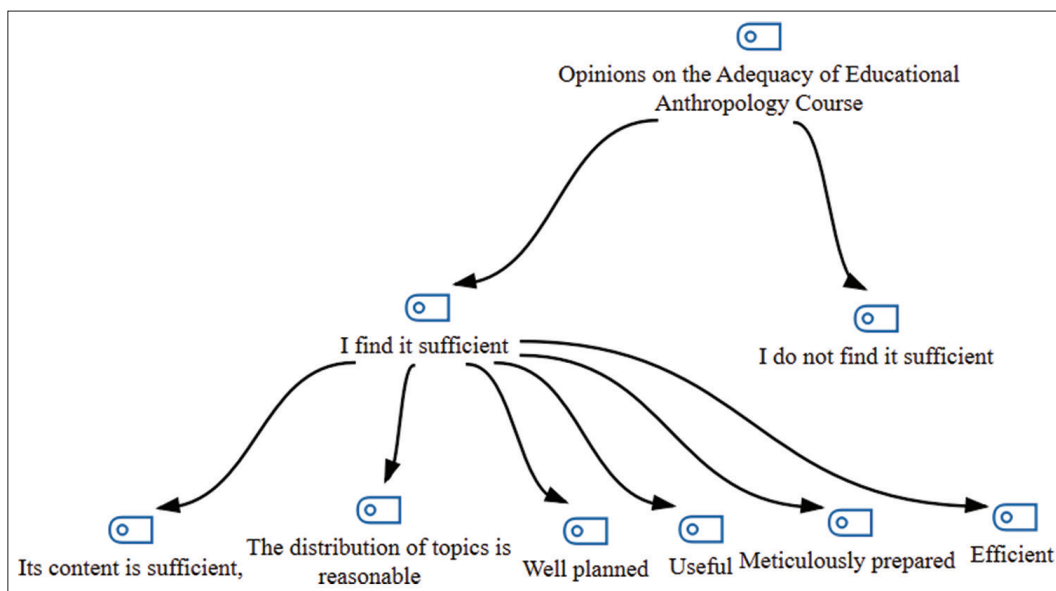 Opinions on the Adequacy of Educational
Anthropology Course
I find it sufficient
I do not find it sufficient
Its content is sufficient,
The distribution of topics is
reasonable
Well planned
Useful
Meticulously prepared
Efficient